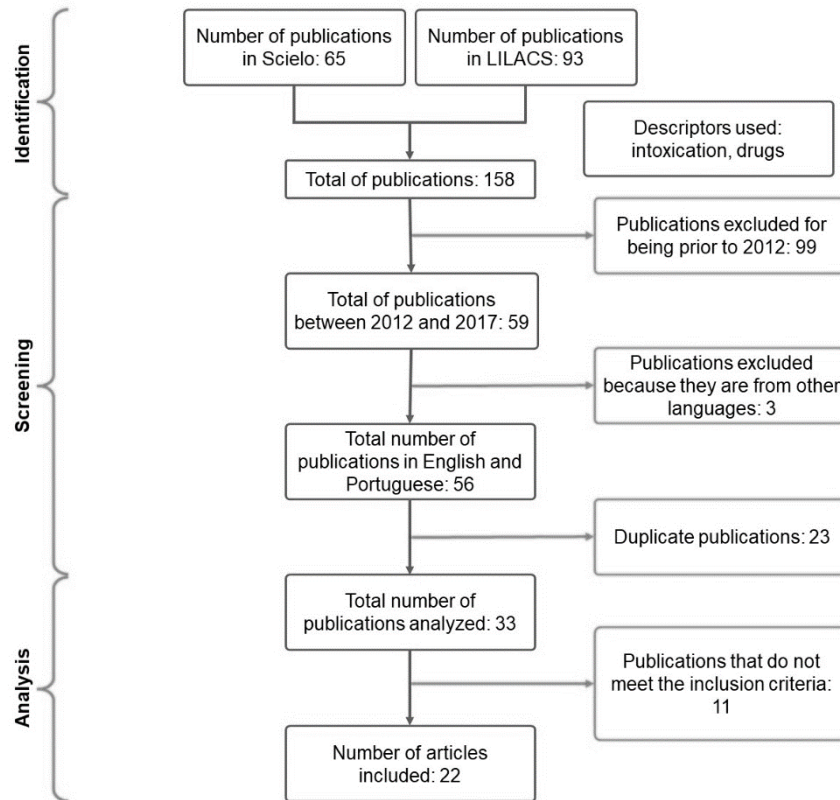 Identification
Number of publications
in Scielo: 65
Number of publications
in LILACS: 93
Descriptors used:
intoxication, drugs
Total of publications: 158
Screening
Publications excluded for
being prior to 2012: 99
Total of publications
between 2012 and 2017: 59
Publications excluded
because they are from other
languages: 3
Total number of
publications in English and
Portuguese: 56
Duplicate publications: 23
Analysis
Total number of
publications analyzed: 33
Publications that do not
meet the inclusion criteria:
11
Number of articles
included: 22